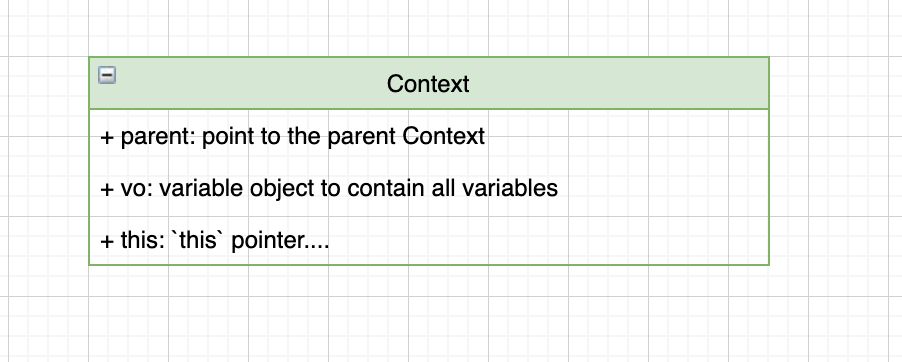 Context
+ parent: point to the parent Context
+ vo: variable object to contain all variables
+ this: `this` pointer....